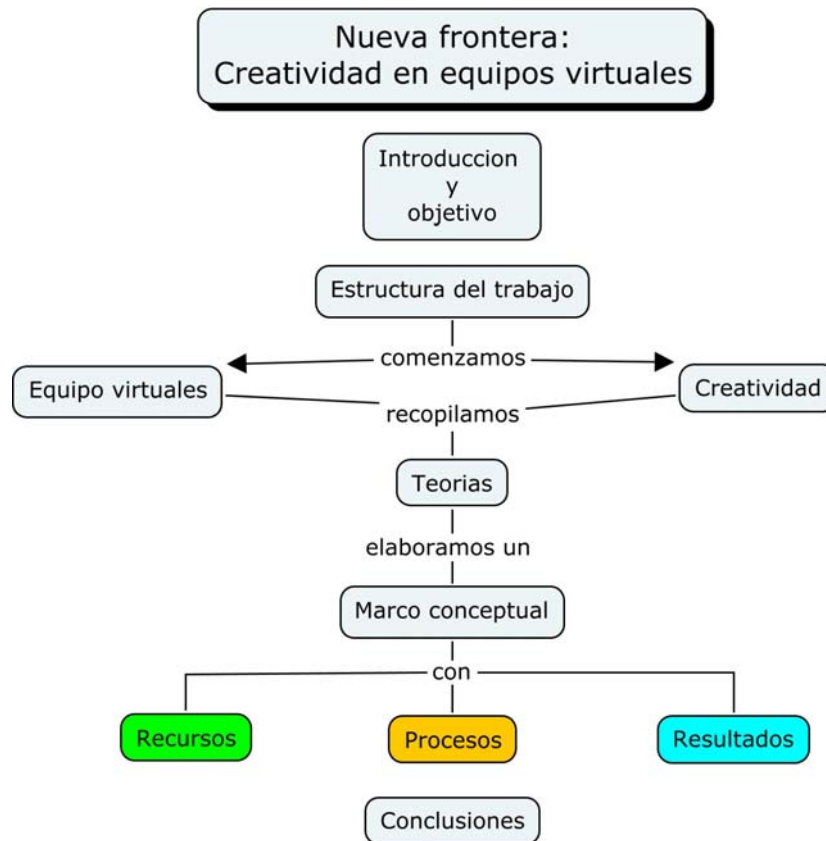 Nueva frontera:
Creatividad en equipos virtuales
Introduccion
y
objetivo
Estructura del trabajo
comenzamos
Equipo virtuales
Creatividad
recopilamos
Teorias
elaboramos un
Marco conceptual
con
Recursos
Procesos
Resultados
Conclusiones